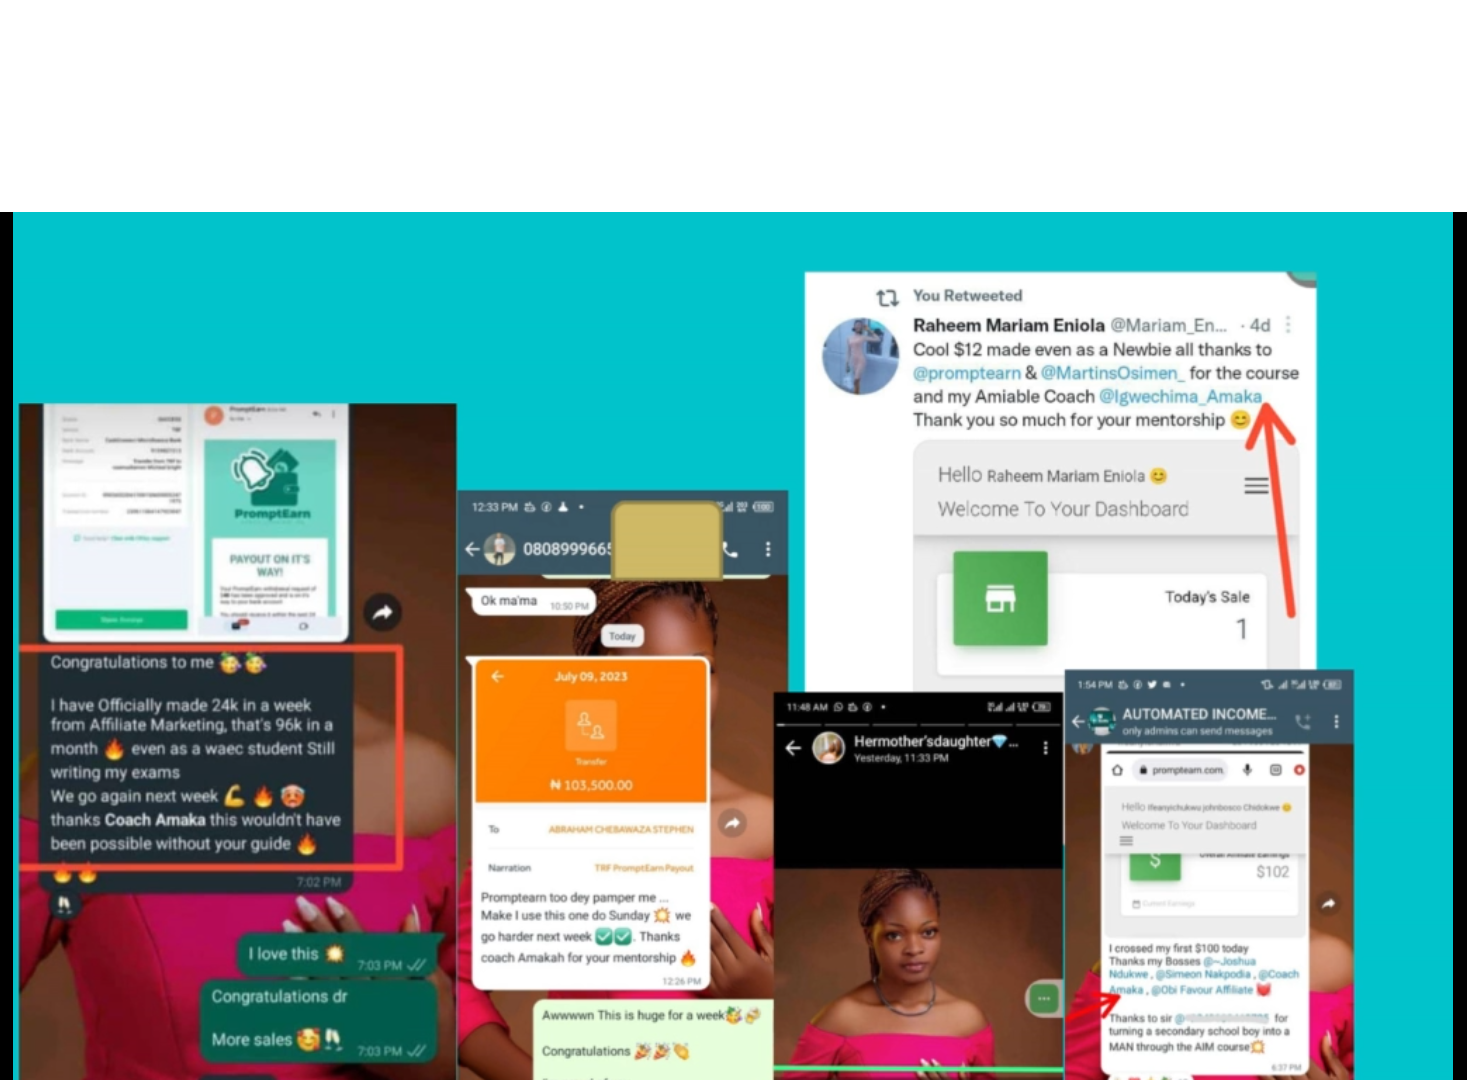 You Retweeted
Raheem Mariam Eniola @Mariam_En... · 4d
Cool $12 made even as a Newbie all thanks to
@promptearn & @MartinsOsimen_ for the course
and my Amiable Coach @Igwechima_Amaka
Thank you so much for your mentorship 😊
Hello Raheem Mariam Eniola 😊
Welcome To Your Dashboard
Today's Sale
1
PromptEarn
PromptEarn
PAYOUT ON IT'S
WAY!
Congratulations to me 🥳🥳
I have Officially made 24k in a week
from Affiliate Marketing, that's 96k in a
month 🔥 even as a waec student Still
writing my exams
We go again next week 💪 🔥 🥵
thanks Coach Amaka this wouldn't have
been possible without your guide 🔥
🔥🔥
7:02 PM
I love this 💥
7:03 PM
Congratulations dr
More sales 🥰🥂
7:03 PM
12:33 PM
080899966
Ok ma'ma
10:50 PM
Today
July 09, 2023
Transfer
₦ 103,500.00
To
ABRAHAM CHEBAWAZA STEPHEN
Narration
TRF PromptEarn Payout
Promptearn too dey pamper me ...
Make I use this one do Sunday 💥 we
go harder next week ✅✅. Thanks
coach Amakah for your mentorship 🔥
12:26 PM
Awwwwn This is huge for a week🥳
Congratulations 🎉🎉👏
11:48 AM
Hermother'sdaughter💎...
Yesterday, 11:33 PM
1:54 PM
AUTOMATED INCOME...
only admins can send messages
Hello Ifeanyichukwu johnbosco Chidokwe 😊
Welcome To Your Dashboard
$
$102
I crossed my first $100 today
Thanks my Bosses @~Joshua
Ndukwe , @Simeon Nakpodia , @Coach
Amaka , @Obi Favour Affiliate
Thanks to sir @ for
turning a secondary school boy into a
MAN through the AIM course💥
6:37 PM